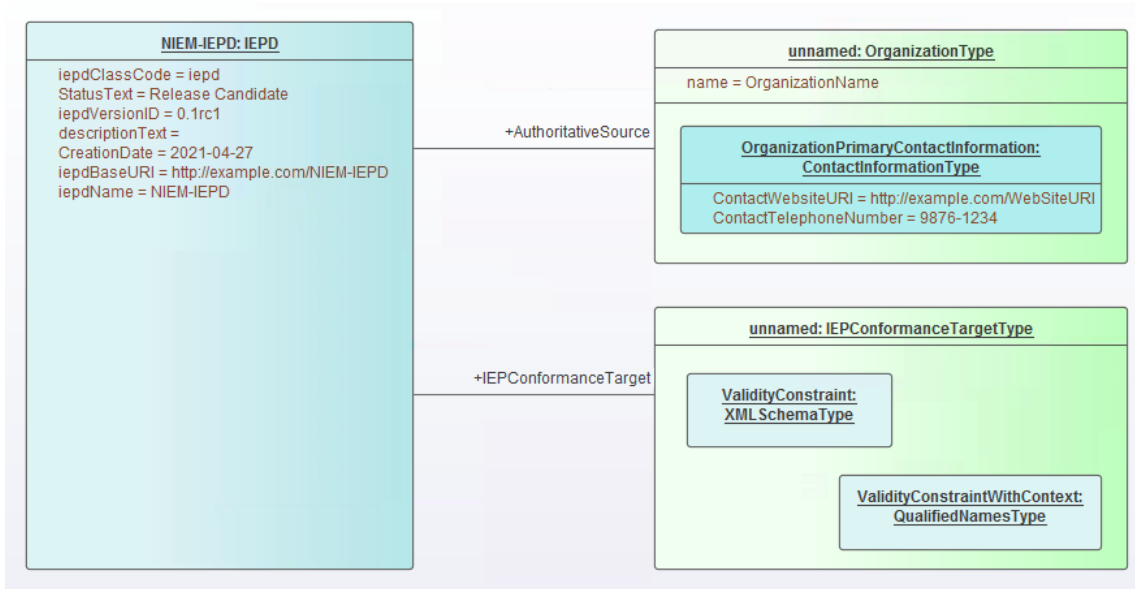 NIEM-IEPD: IEPD
iepdClassCode = iepd
StatusText = Release Candidate
iepdVersionID = 0.1rc1
descriptionText =
CreationDate = 2021-04-27
iepdBaseURI = http://example.com/NIEM-IEPD
iepdName = NIEM-IEPD
+AuthoritativeSource
unnamed: OrganizationType
name = OrganizationName
OrganizationPrimaryContactInformation:
ContactInformationType
ContactWebsiteURI = http://example.com/WebSiteURI
ContactTelephoneNumber = 9876-1234
+IEPConformanceTarget
unnamed: IEPConformanceTargetType
ValidityConstraint:
XMLSchemaType
ValidityConstraintWithContext:
QualifiedNamesType